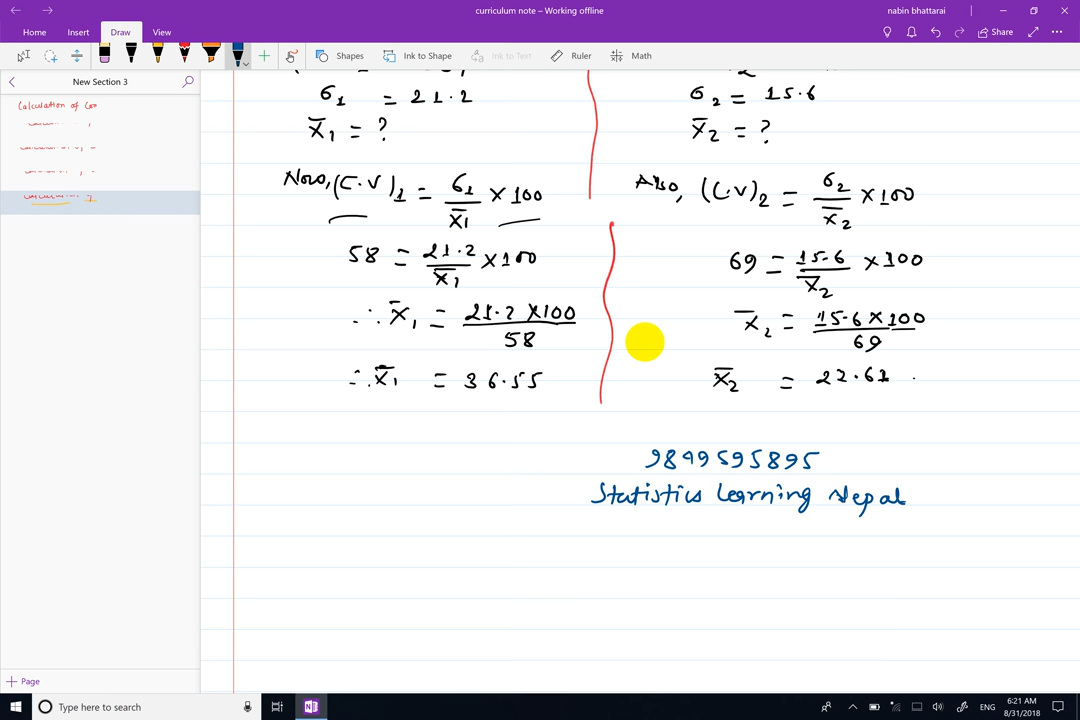 curriculum note – Working offline
nabin bhattarai
Home Insert Draw View
Share
Shapes Ink to Shape Ink to Text Ruler Math
New Section 3
Calculation of
σ₁ = 21.2
X̄₁ = ?
Now, (C.V)₁ = σ₁/X̄₁ × 100
58 = 21.2/X̄₁ × 100
∴ X̄₁ = 21.2 × 100/58
∴ X̄₁ = 36.55
σ₂ = 15.6
X̄₂ = ?
Also, (C.V)₂ = σ₂/X̄₂ × 100
69 = 15.6/X̄₂ × 100
X̄₂ = 15.6 × 100/69
X̄₂ = 22.61
9849595895
Statistics Learning Nepal
+ Page
Type here to search
ENG
6:21 AM
8/31/2018